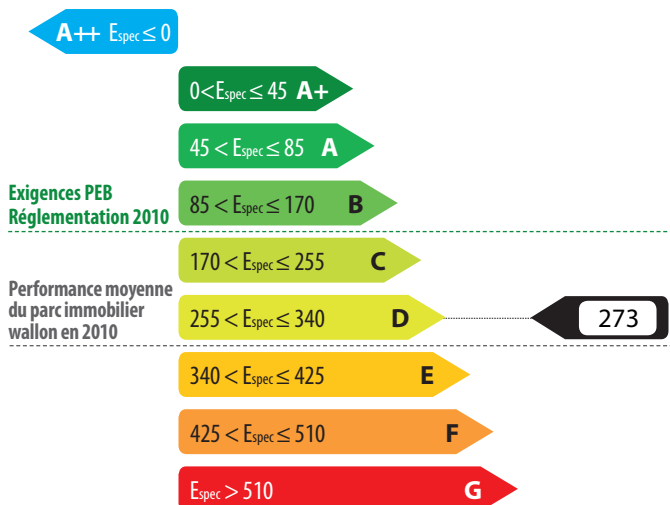 A++ Espec ≤ 0
0<Espec ≤ 45 A+
45 < Espec ≤ 85 A
Exigences PEB
Réglementation 2010
85 < Espec ≤ 170 B
170 < Espec ≤ 255 C
Performance moyenne
du parc immobilier
wallon en 2010
255 < Espec ≤ 340 D
273
340 < Espec ≤ 425 E
425 < Espec ≤ 510 F
Espec > 510 G